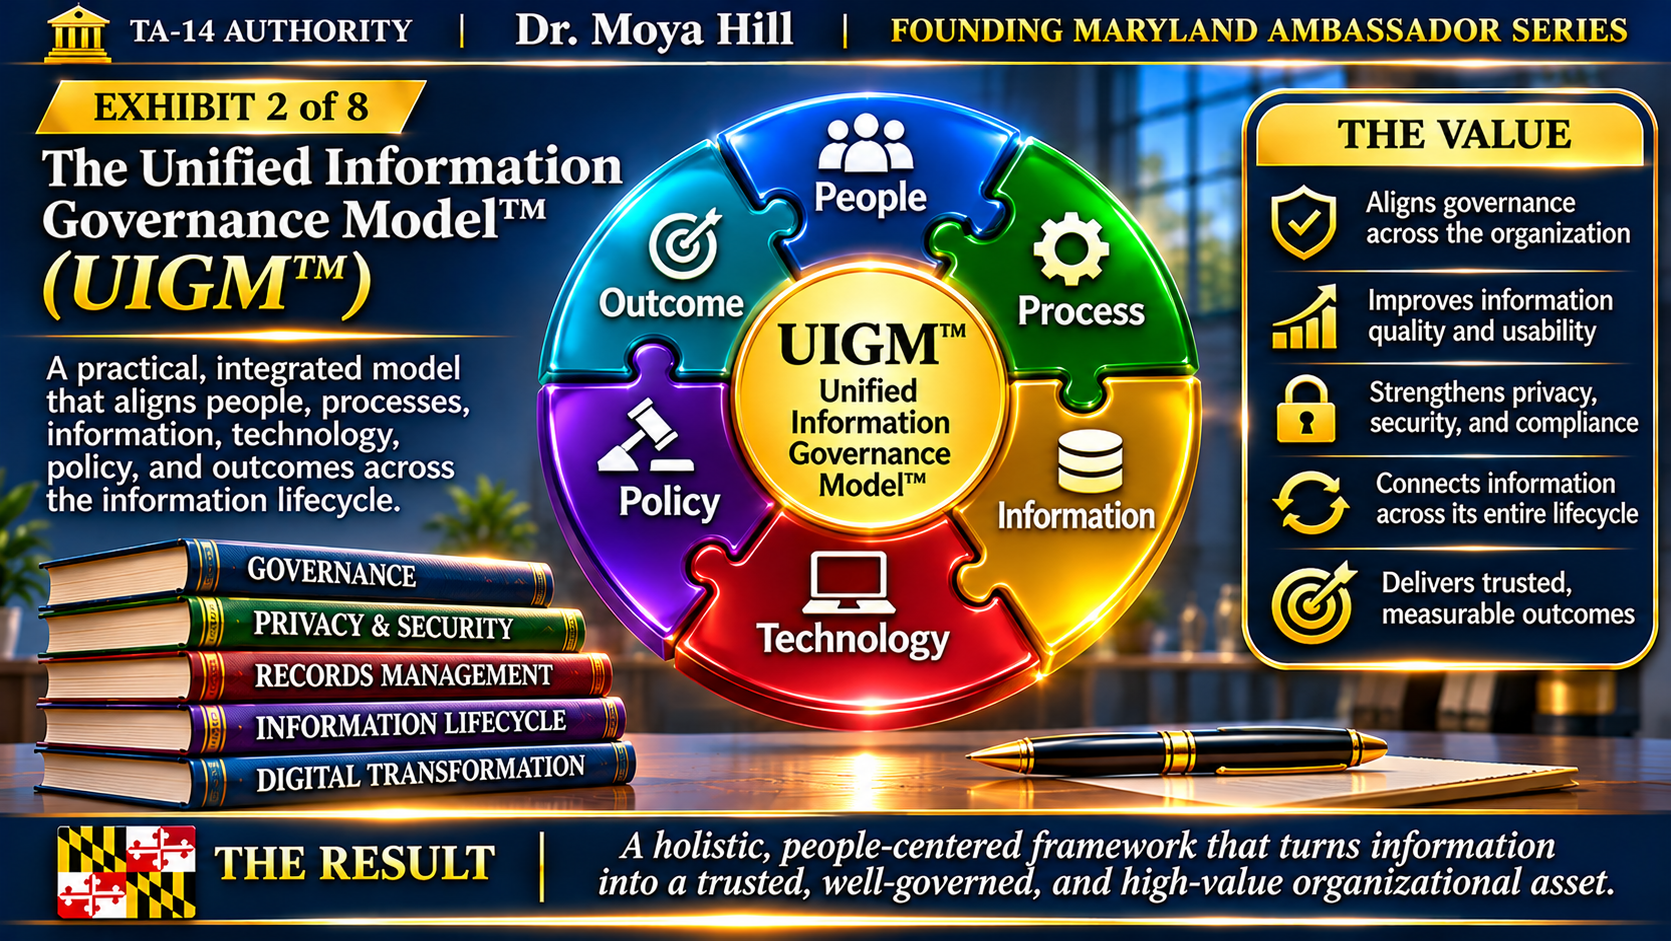 TA-14 AUTHORITY | Dr. Moya Hill | FOUNDING MARYLAND AMBASSADOR SERIES
EXHIBIT 2 of 8
The Unified Information
Governance Model™
(UIGM™)
A practical, integrated model
that aligns people, processes,
information, technology,
policy, and outcomes across
the information lifecycle.
GOVERNANCE
PRIVACY & SECURITY
RECORDS MANAGEMENT
INFORMATION LIFECYCLE
DIGITAL TRANSFORMATION
People
Process
Information
Technology
Policy
Outcome
UIGM™
Unified
Information
Governance
Model™
THE VALUE
Aligns governance
across the organization
Improves information
quality and usability
Strengthens privacy,
security, and compliance
Connects information
across its entire lifecycle
Delivers trusted,
measurable outcomes
THE RESULT
A holistic, people-centered framework that turns information
into a trusted, well-governed, and high-value organizational asset.